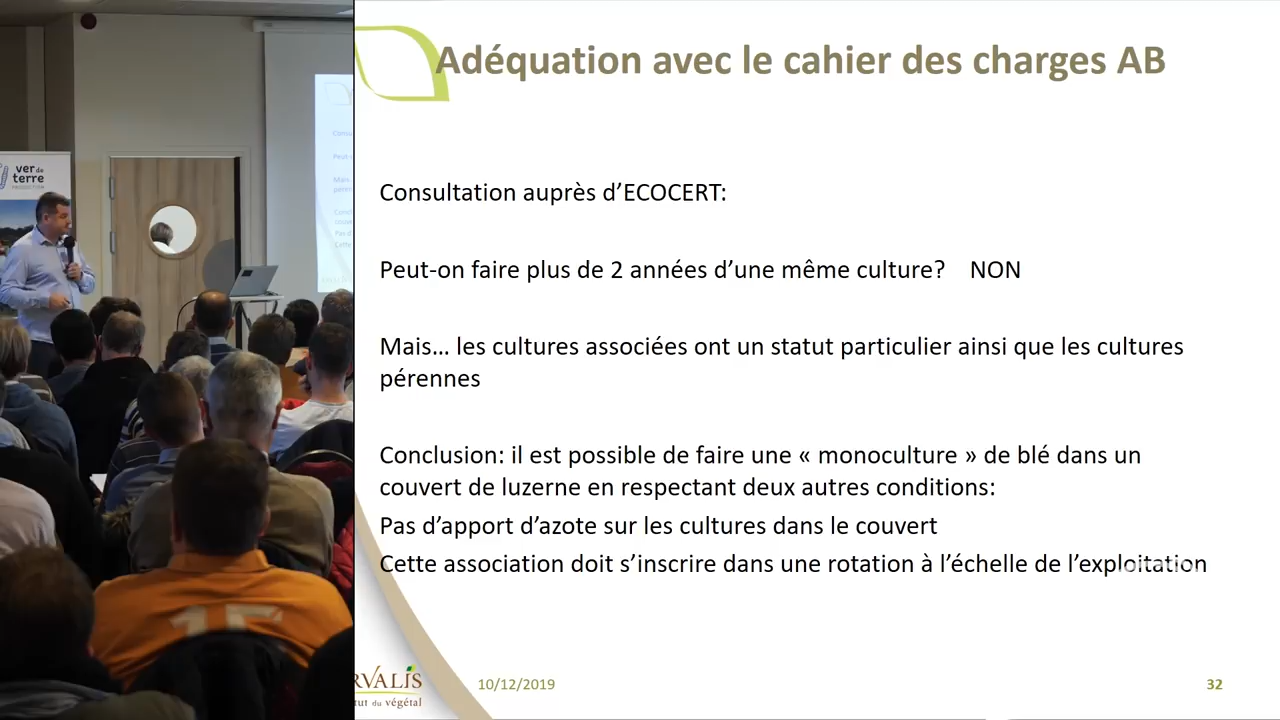 Adéquation avec le cahier des charges AB
ver de
terre
PRODUCTION
Consultation auprès d’ECOCERT:
Peut-on faire plus de 2 années d’une même culture? NON
Mais… les cultures associées ont un statut particulier ainsi que les cultures
pérennes
Conclusion: il est possible de faire une « monoculture » de blé dans un
couvert de luzerne en respectant deux autres conditions:
Pas d’apport d’azote sur les cultures dans le couvert
Cette association doit s’inscrire dans une rotation à l’échelle de l’exploitation
RVALIS
tut du végétal
10/12/2019
32
15